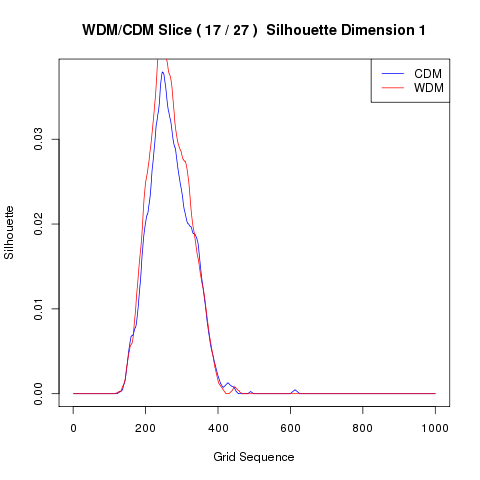 WDM/CDM Slice ( 17 / 27 )  Silhouette Dimension 1
CDM
WDM
Silhouette
0.03
0.02
0.01
0.00
0 200 400 600 800 1000
Grid Sequence